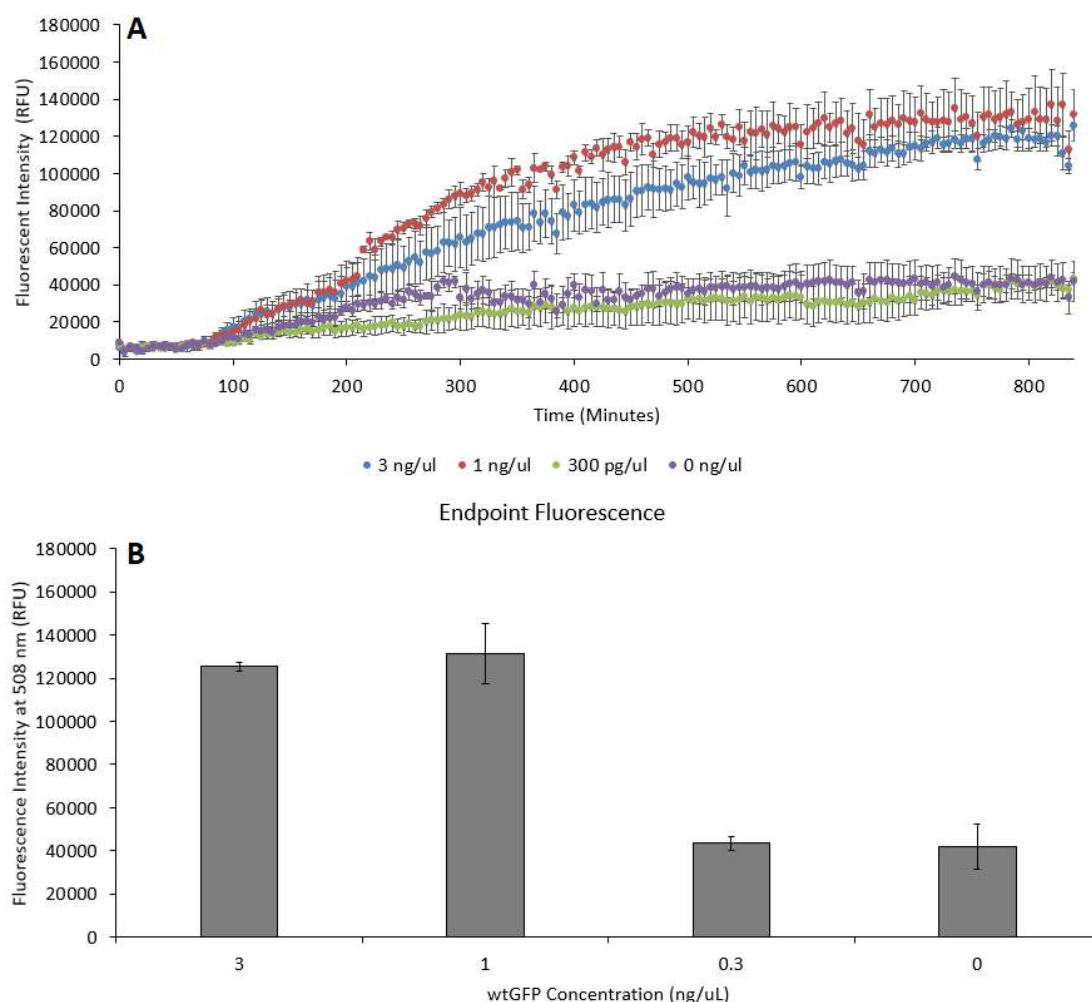 A
180000
160000
140000
120000
100000
80000
60000
40000
20000
0
Fluorescent Intensity (RFU)
0 100 200 300 400 500 600 700 800
Time (Minutes)
3 ng/ul 1 ng/ul 300 pg/ul 0 ng/ul
Endpoint Fluorescence
B
180000
160000
140000
120000
100000
80000
60000
40000
20000
0
Fluorescence Intensity at 508 nm (RFU)
3 1 0.3 0
wtGFP Concentration (ng/uL)